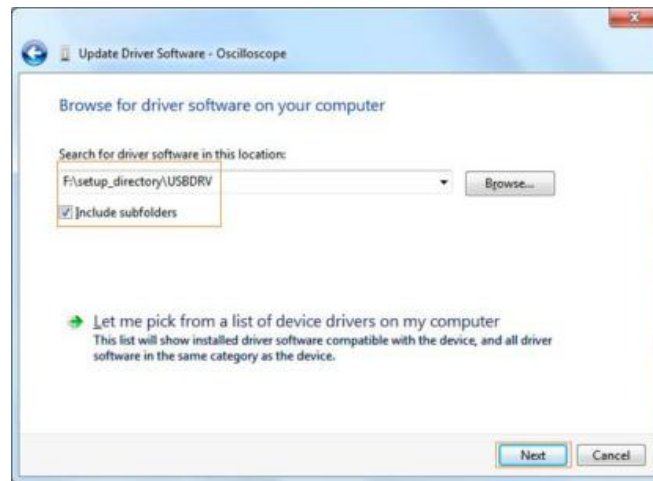 Update Driver Software - Oscilloscope
Browse for driver software on your computer
Search for driver software in this location:
F:\setup_directory\USBDRV
Browse...
Include subfolders
Let me pick from a list of device drivers on my computer
This list will show installed driver software compatible with the device, and all driver
software in the same category as the device.
Next
Cancel